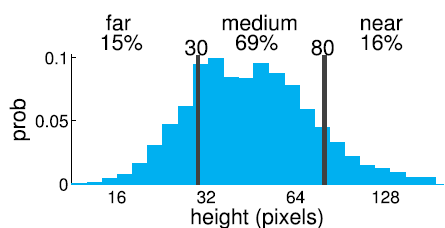 far medium near
15% 30 69% 80 16%
0.1
0.05
0
prob
16 32 64 128
height (pixels)